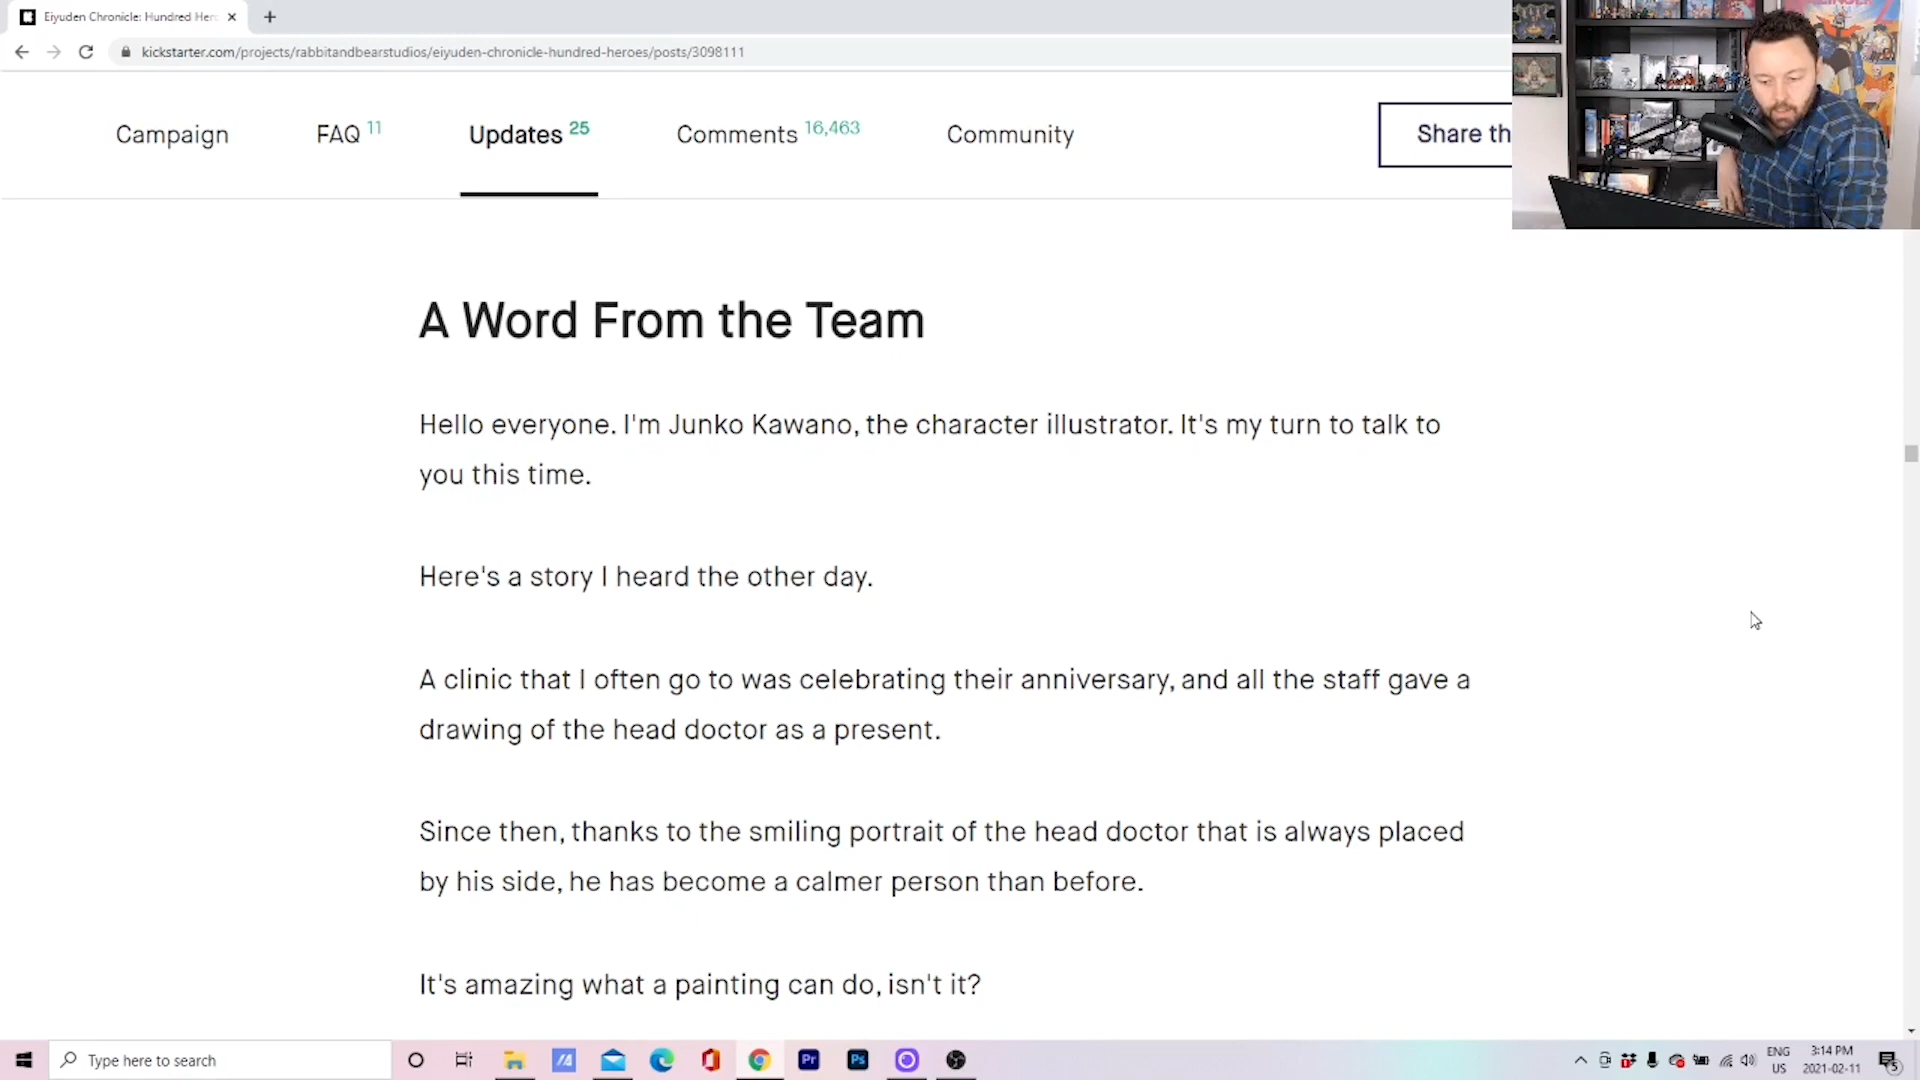 Eiyuden Chronicle: Hundred Her
kickstarter.com/projects/rabbitandbearstudios/eiyuden-chronicle-hundred-heroes/posts/3098111
Campaign FAQ 11 Updates 25 Comments 16,463 Community Share th
A Word From the Team
Hello everyone. I'm Junko Kawano, the character illustrator. It's my turn to talk to
you this time.
Here's a story I heard the other day.
A clinic that I often go to was celebrating their anniversary, and all the staff gave a
drawing of the head doctor as a present.
Since then, thanks to the smiling portrait of the head doctor that is always placed
by his side, he has become a calmer person than before.
It's amazing what a painting can do, isn't it?
Type here to search
Pr
Ps
ENG
US
3:14 PM
2021-02-11
5